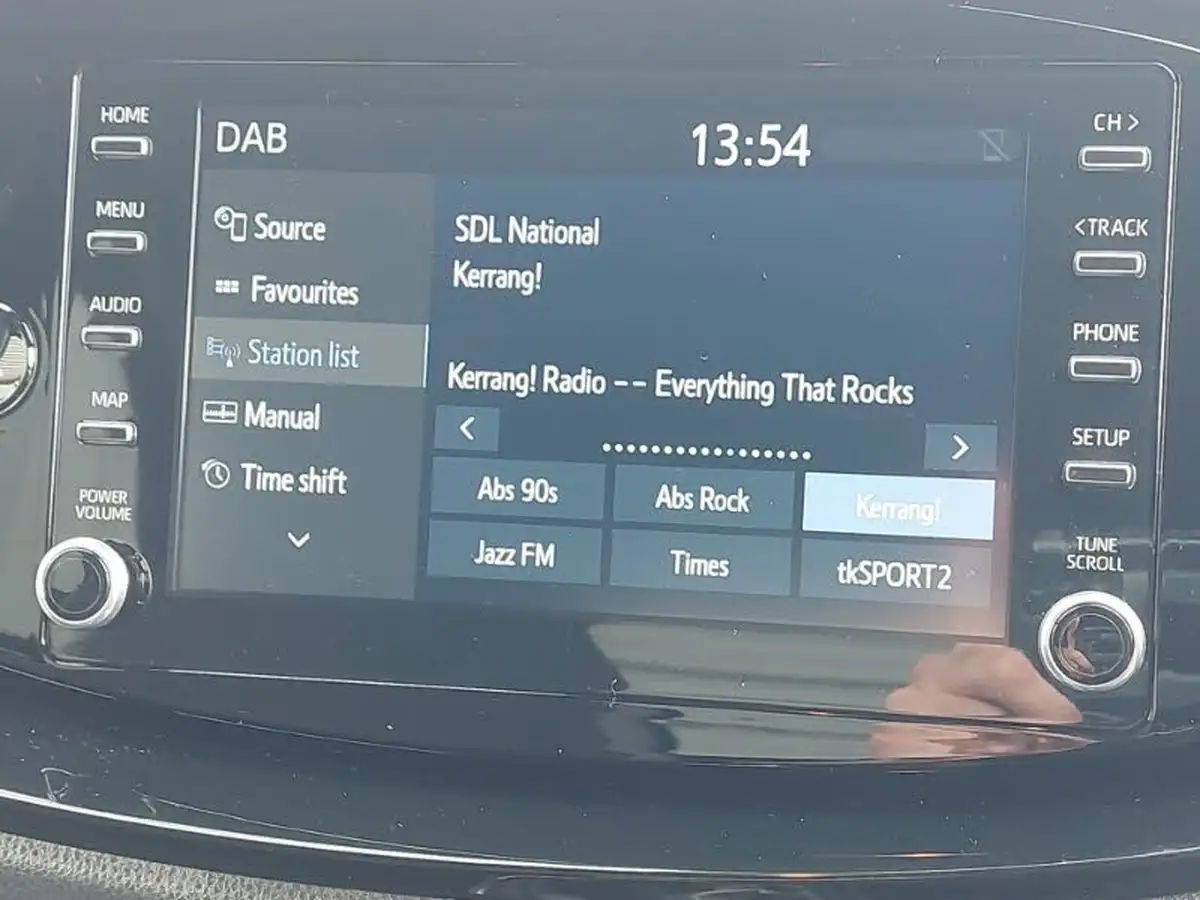 HOME
MENU
AUDIO
MAP
POWER
VOLUME
DAB
13:54
Source
Favourites
Station list
Manual
Time shift
SDL National
Kerrang!
Kerrang! Radio -- Everything That Rocks
<
>
Abs 90s
Abs Rock
Kerrang!
Jazz FM
Times
tkSPORT2
CH >
<TRACK
PHONE
SETUP
TUNE
SCROLL